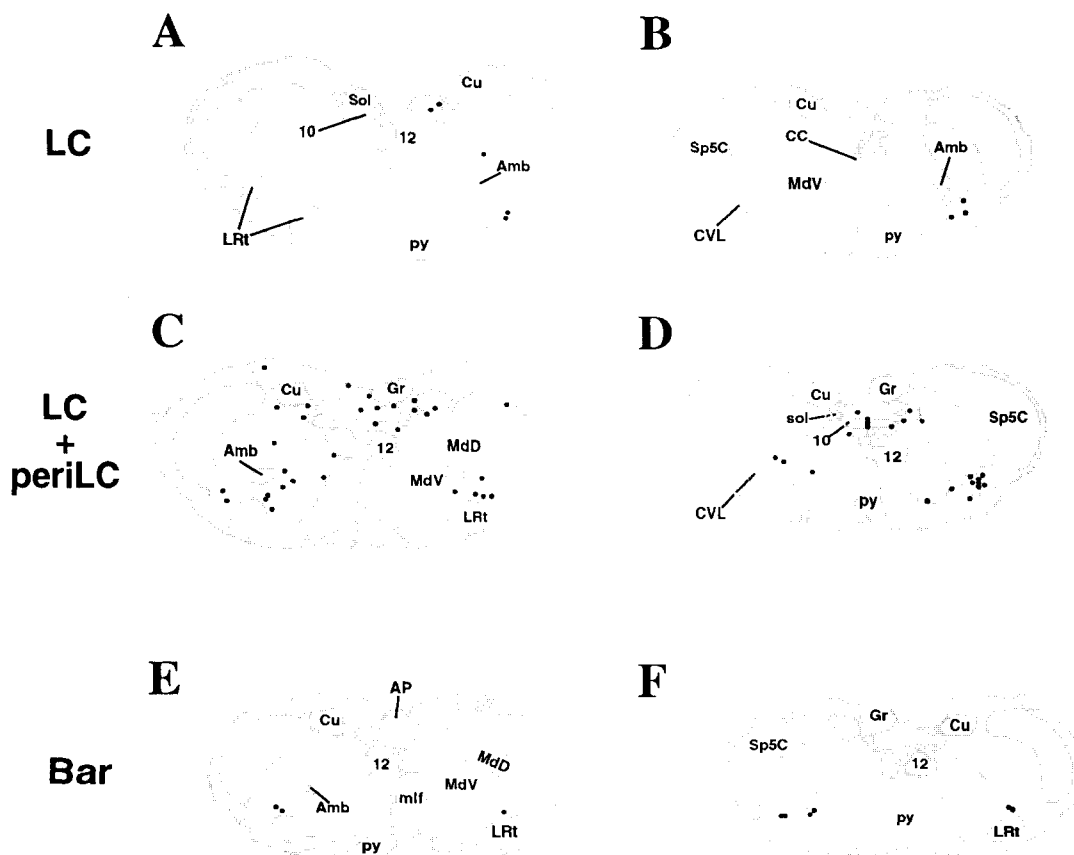 A
B
LC
Sol
Cu
10
12
Amb
LRt
py
Cu
Sp5C
CC
Amb
MdV
CVL
py
C
D
LC
+
periLC
Cu
Gr
Amb
12
MdD
MdV
LRt
Cu
Gr
sol
10
Sp5C
12
CVL
py
E
F
Bar
AP
Cu
12
MdD
MdV
mlf
Amb
LRt
py
Gr
Cu
Sp5C
12
py
LRt